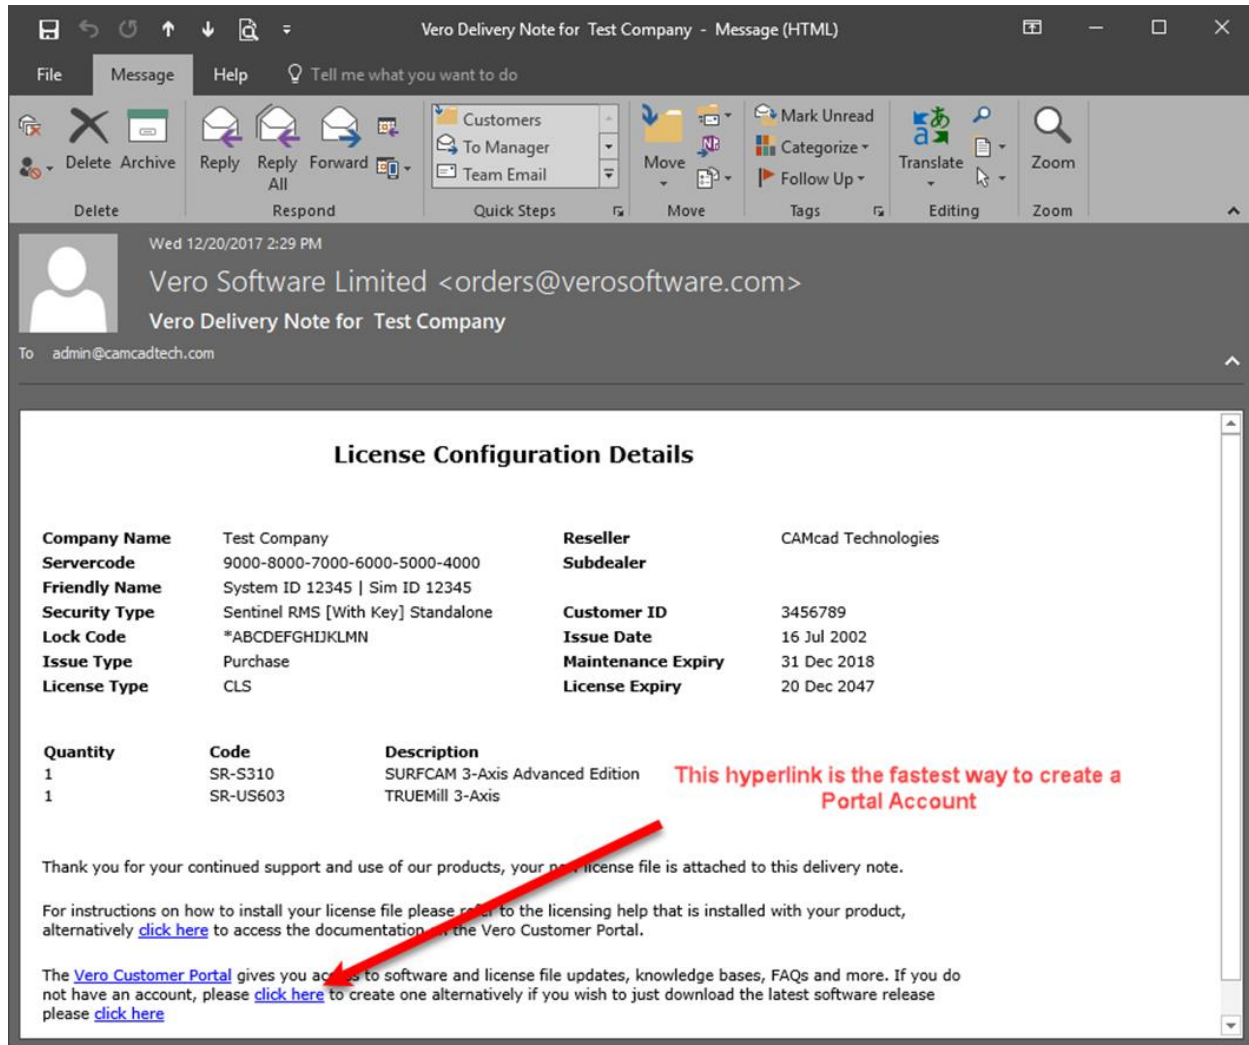 Vero Delivery Note for Test Company - Message (HTML)
File Message Help Tell me what you want to do
Delete Archive
Reply Reply All Forward
Customers
To Manager
Team Email
Move
Mark Unread
Categorize
Follow Up
Translate
Zoom
Delete Respond Quick Steps Move Tags Editing Zoom
Wed 12/20/2017 2:29 PM
Vero Software Limited <orders@verosoftware.com>
Vero Delivery Note for Test Company
To admin@camcadtech.com
License Configuration Details
Company Name Test Company Reseller CAMcad Technologies
Servercode 9000-8000-7000-6000-5000-4000 Subdealer
Friendly Name System ID 12345 | Sim ID 12345
Security Type Sentinel RMS [With Key] Standalone Customer ID 3456789
Lock Code *ABCDEFGHIJKLMN Issue Date 16 Jul 2002
Issue Type Purchase Maintenance Expiry 31 Dec 2018
License Type CLS License Expiry 20 Dec 2047
Quantity Code Description
1 SR-S310 SURFCAM 3-Axis Advanced Edition
1 SR-US603 TRUEMill 3-Axis
This hyperlink is the fastest way to create a
Portal Account
Thank you for your continued support and use of our products, your license file is attached to this delivery note.
For instructions on how to install your license file please refer to the licensing help that is installed with your product,
alternatively click here to access the documentation the Vero Customer Portal.
The Vero Customer Portal gives you access to software and license file updates, knowledge bases, FAQs and more. If you do
not have an account, please click here to create one alternatively if you wish to just download the latest software release
please click here